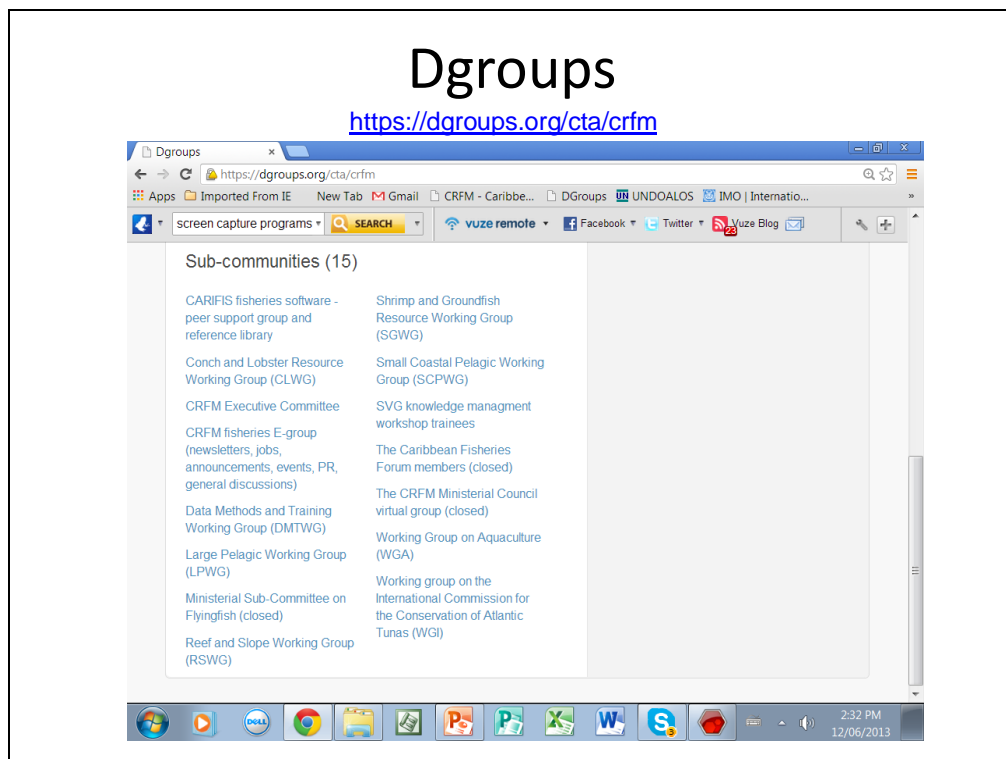 Dgroups
https://dgroups.org/cta/crfm
Dgroups
https://dgroups.org/cta/crfm
Apps Imported From IE New Tab Gmail CRFM - Caribbe... DGroups UNDOALOS IMO | Internatio... »
screen capture programs SEARCH vuze remote Facebook Twitter 23 Vuze Blog
Sub-communities (15)
CARIFIS fisheries software -
peer support group and
reference library
Conch and Lobster Resource
Working Group (CLWG)
CRFM Executive Committee
CRFM fisheries E-group
(newsletters, jobs,
announcements, events, PR,
general discussions)
Data Methods and Training
Working Group (DMTWG)
Large Pelagic Working Group
(LPWG)
Ministerial Sub-Committee on
Flyingfish (closed)
Reef and Slope Working Group
(RSWG)
Shrimp and Groundfish
Resource Working Group
(SGWG)
Small Coastal Pelagic Working
Group (SCPWG)
SVG knowledge managment
workshop trainees
The Caribbean Fisheries
Forum members (closed)
The CRFM Ministerial Council
virtual group (closed)
Working Group on Aquaculture
(WGA)
Working group on the
International Commission for
the Conservation of Atlantic
Tunas (WGI)
DELL
2:32 PM
12/06/2013